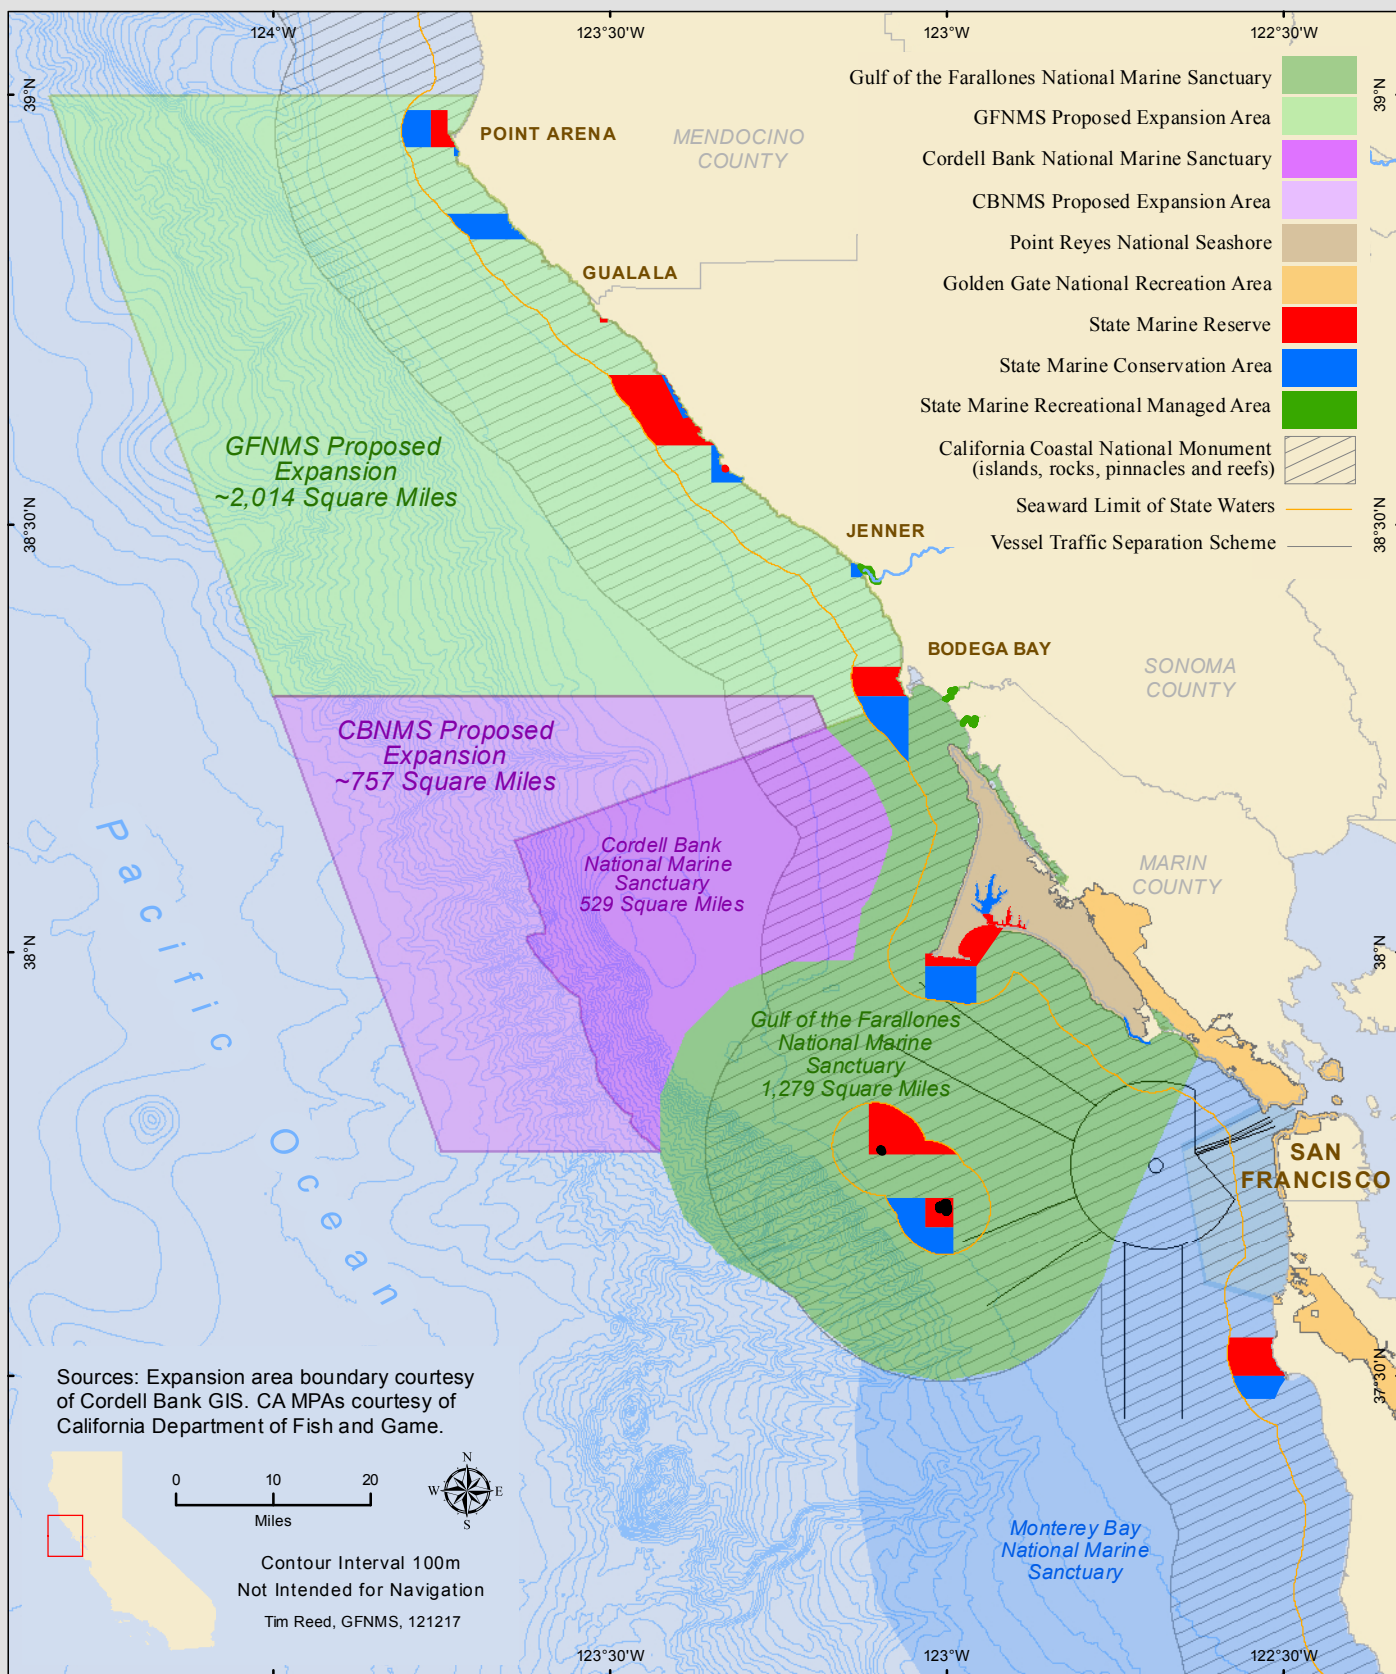 124°W
123°30'W
123°W
122°30'W
39°N
39°N
Gulf of the Farallones National Marine Sanctuary
GFNMS Proposed Expansion Area
Cordell Bank National Marine Sanctuary
CBNMS Proposed Expansion Area
Point Reyes National Seashore
Golden Gate National Recreation Area
State Marine Reserve
State Marine Conservation Area
State Marine Recreational Managed Area
California Coastal National Monument
(islands, rocks, pinnacles and reefs)
Seaward Limit of State Waters
Vessel Traffic Separation Scheme
POINT ARENA
MENDOCINO
COUNTY
GUALALA
GFNMS Proposed
Expansion
~2,014 Square Miles
38°30'N
38°30'N
JENNER
BODEGA BAY
SONOMA
COUNTY
CBNMS Proposed
Expansion
~757 Square Miles
Cordell Bank
National Marine
Sanctuary
529 Square Miles
MARIN
COUNTY
Pacific
Ocean
38°N
38°N
Gulf of the Farallones
National Marine
Sanctuary
1,279 Square Miles
SAN
FRANCISCO
37°30'N
Sources: Expansion area boundary courtesy
of Cordell Bank GIS. CA MPAs courtesy of
California Department of Fish and Game.
0 10 20
Miles
N
W E
S
Contour Interval 100m
Not Intended for Navigation
Tim Reed, GFNMS, 121217
Monterey Bay
National Marine
Sanctuary
123°30'W
123°W
122°30'W